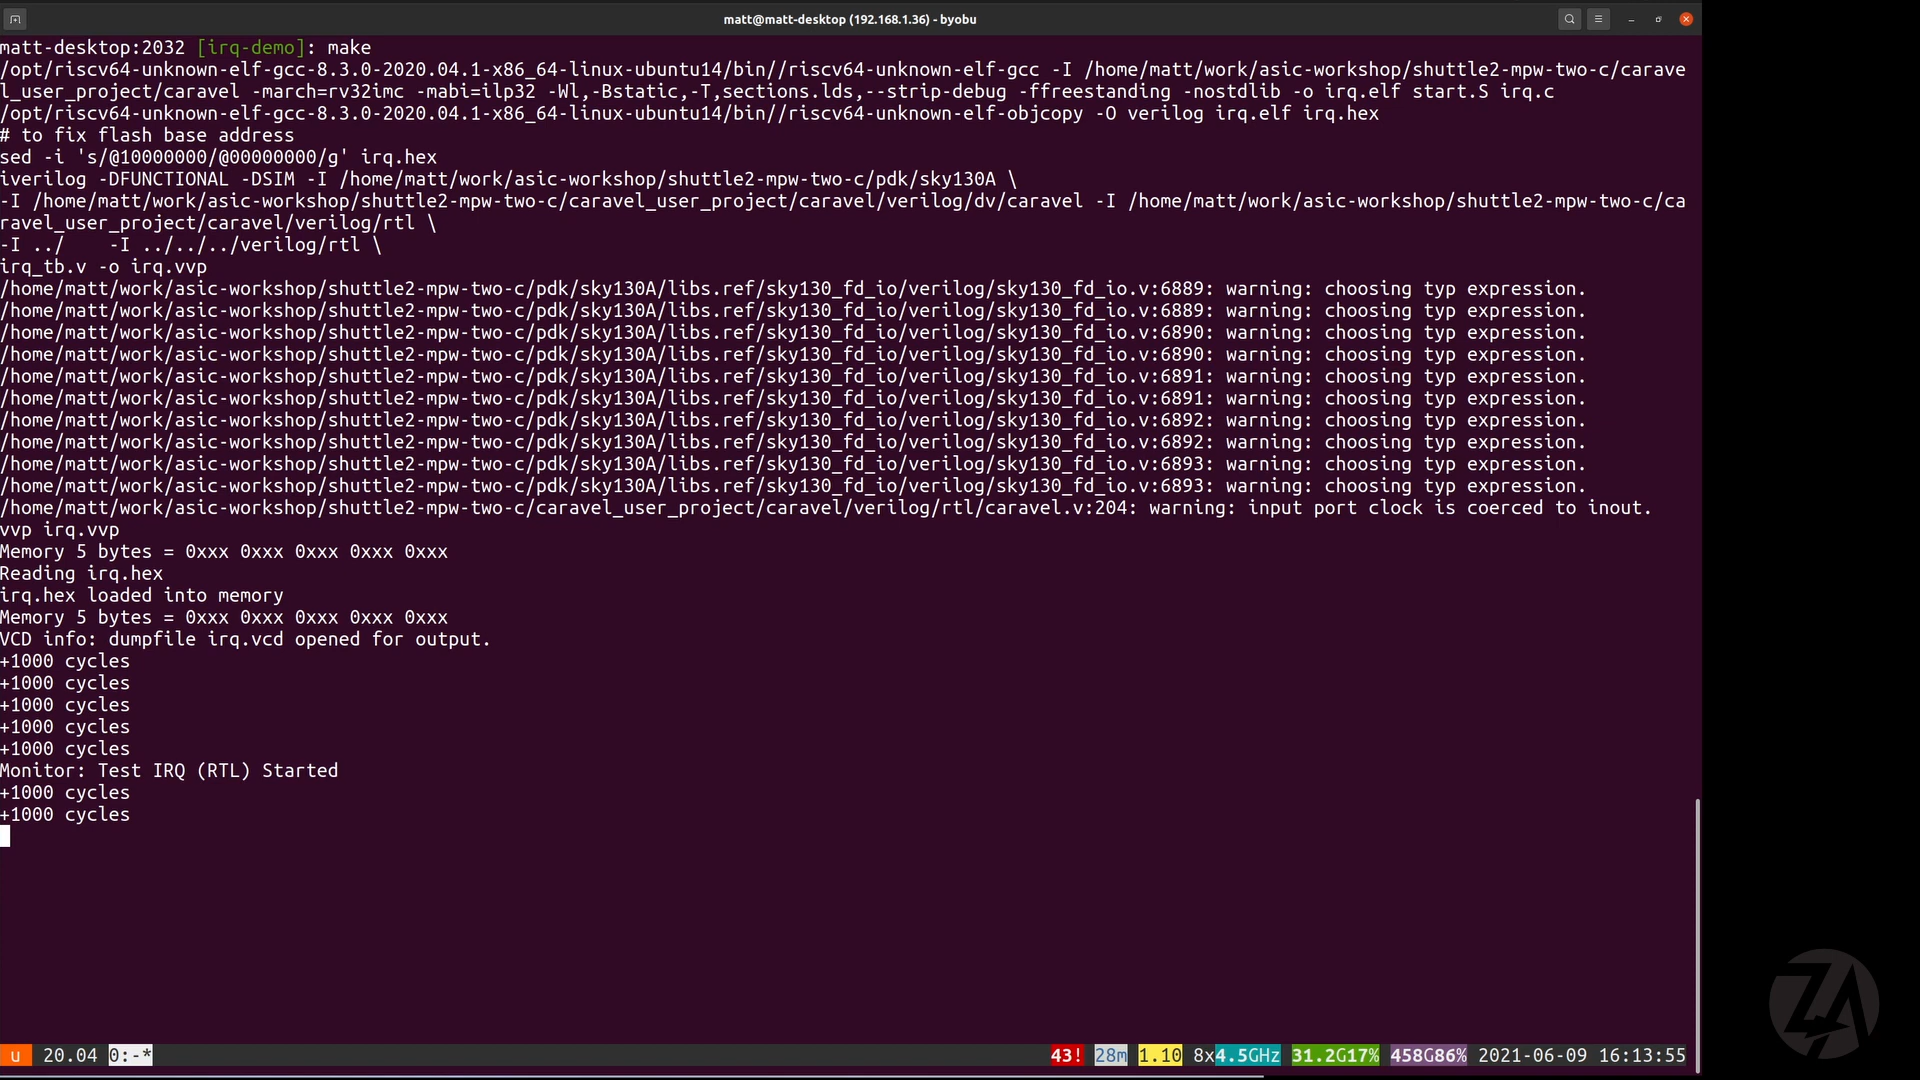 matt@matt-desktop (192.168.1.36) - byobu
matt-desktop:2032 [irq-demo]: make
/opt/riscv64-unknown-elf-gcc-8.3.0-2020.04.1-x86_64-linux-ubuntu14/bin//riscv64-unknown-elf-gcc -I /home/matt/work/asic-workshop/shuttle2-mpw-two-c/carave
l_user_project/caravel -march=rv32imc -mabi=ilp32 -Wl,-Bstatic,-T,sections.lds,--strip-debug -ffreestanding -nostdlib -o irq.elf start.S irq.c
/opt/riscv64-unknown-elf-gcc-8.3.0-2020.04.1-x86_64-linux-ubuntu14/bin//riscv64-unknown-elf-objcopy -O verilog irq.elf irq.hex
# to fix flash base address
sed -i 's/@10000000/@00000000/g' irq.hex
iverilog -DFUNCTIONAL -DSIM -I /home/matt/work/asic-workshop/shuttle2-mpw-two-c/pdk/sky130A \
-I /home/matt/work/asic-workshop/shuttle2-mpw-two-c/caravel_user_project/caravel/verilog/dv/caravel -I /home/matt/work/asic-workshop/shuttle2-mpw-two-c/ca
ravel_user_project/caravel/verilog/rtl \
-I ../    -I ../../../verilog/rtl \
irq_tb.v -o irq.vvp
/home/matt/work/asic-workshop/shuttle2-mpw-two-c/pdk/sky130A/libs.ref/sky130_fd_io/verilog/sky130_fd_io.v:6889: warning: choosing typ expression.
/home/matt/work/asic-workshop/shuttle2-mpw-two-c/pdk/sky130A/libs.ref/sky130_fd_io/verilog/sky130_fd_io.v:6889: warning: choosing typ expression.
/home/matt/work/asic-workshop/shuttle2-mpw-two-c/pdk/sky130A/libs.ref/sky130_fd_io/verilog/sky130_fd_io.v:6890: warning: choosing typ expression.
/home/matt/work/asic-workshop/shuttle2-mpw-two-c/pdk/sky130A/libs.ref/sky130_fd_io/verilog/sky130_fd_io.v:6890: warning: choosing typ expression.
/home/matt/work/asic-workshop/shuttle2-mpw-two-c/pdk/sky130A/libs.ref/sky130_fd_io/verilog/sky130_fd_io.v:6891: warning: choosing typ expression.
/home/matt/work/asic-workshop/shuttle2-mpw-two-c/pdk/sky130A/libs.ref/sky130_fd_io/verilog/sky130_fd_io.v:6891: warning: choosing typ expression.
/home/matt/work/asic-workshop/shuttle2-mpw-two-c/pdk/sky130A/libs.ref/sky130_fd_io/verilog/sky130_fd_io.v:6892: warning: choosing typ expression.
/home/matt/work/asic-workshop/shuttle2-mpw-two-c/pdk/sky130A/libs.ref/sky130_fd_io/verilog/sky130_fd_io.v:6892: warning: choosing typ expression.
/home/matt/work/asic-workshop/shuttle2-mpw-two-c/pdk/sky130A/libs.ref/sky130_fd_io/verilog/sky130_fd_io.v:6893: warning: choosing typ expression.
/home/matt/work/asic-workshop/shuttle2-mpw-two-c/pdk/sky130A/libs.ref/sky130_fd_io/verilog/sky130_fd_io.v:6893: warning: choosing typ expression.
/home/matt/work/asic-workshop/shuttle2-mpw-two-c/caravel_user_project/caravel/verilog/rtl/caravel.v:204: warning: input port clock is coerced to inout.
vvp irq.vvp
Memory 5 bytes = 0xxx 0xxx 0xxx 0xxx 0xxx
Reading irq.hex
irq.hex loaded into memory
Memory 5 bytes = 0xxx 0xxx 0xxx 0xxx 0xxx
VCD info: dumpfile irq.vcd opened for output.
+1000 cycles
+1000 cycles
+1000 cycles
+1000 cycles
+1000 cycles
Monitor: Test IRQ (RTL) Started
+1000 cycles
+1000 cycles
u 20.04 0:-* 43! 28m 1.10 8x4.5GHz 31.2G17% 458G86% 2021-06-09 16:13:55
ZA